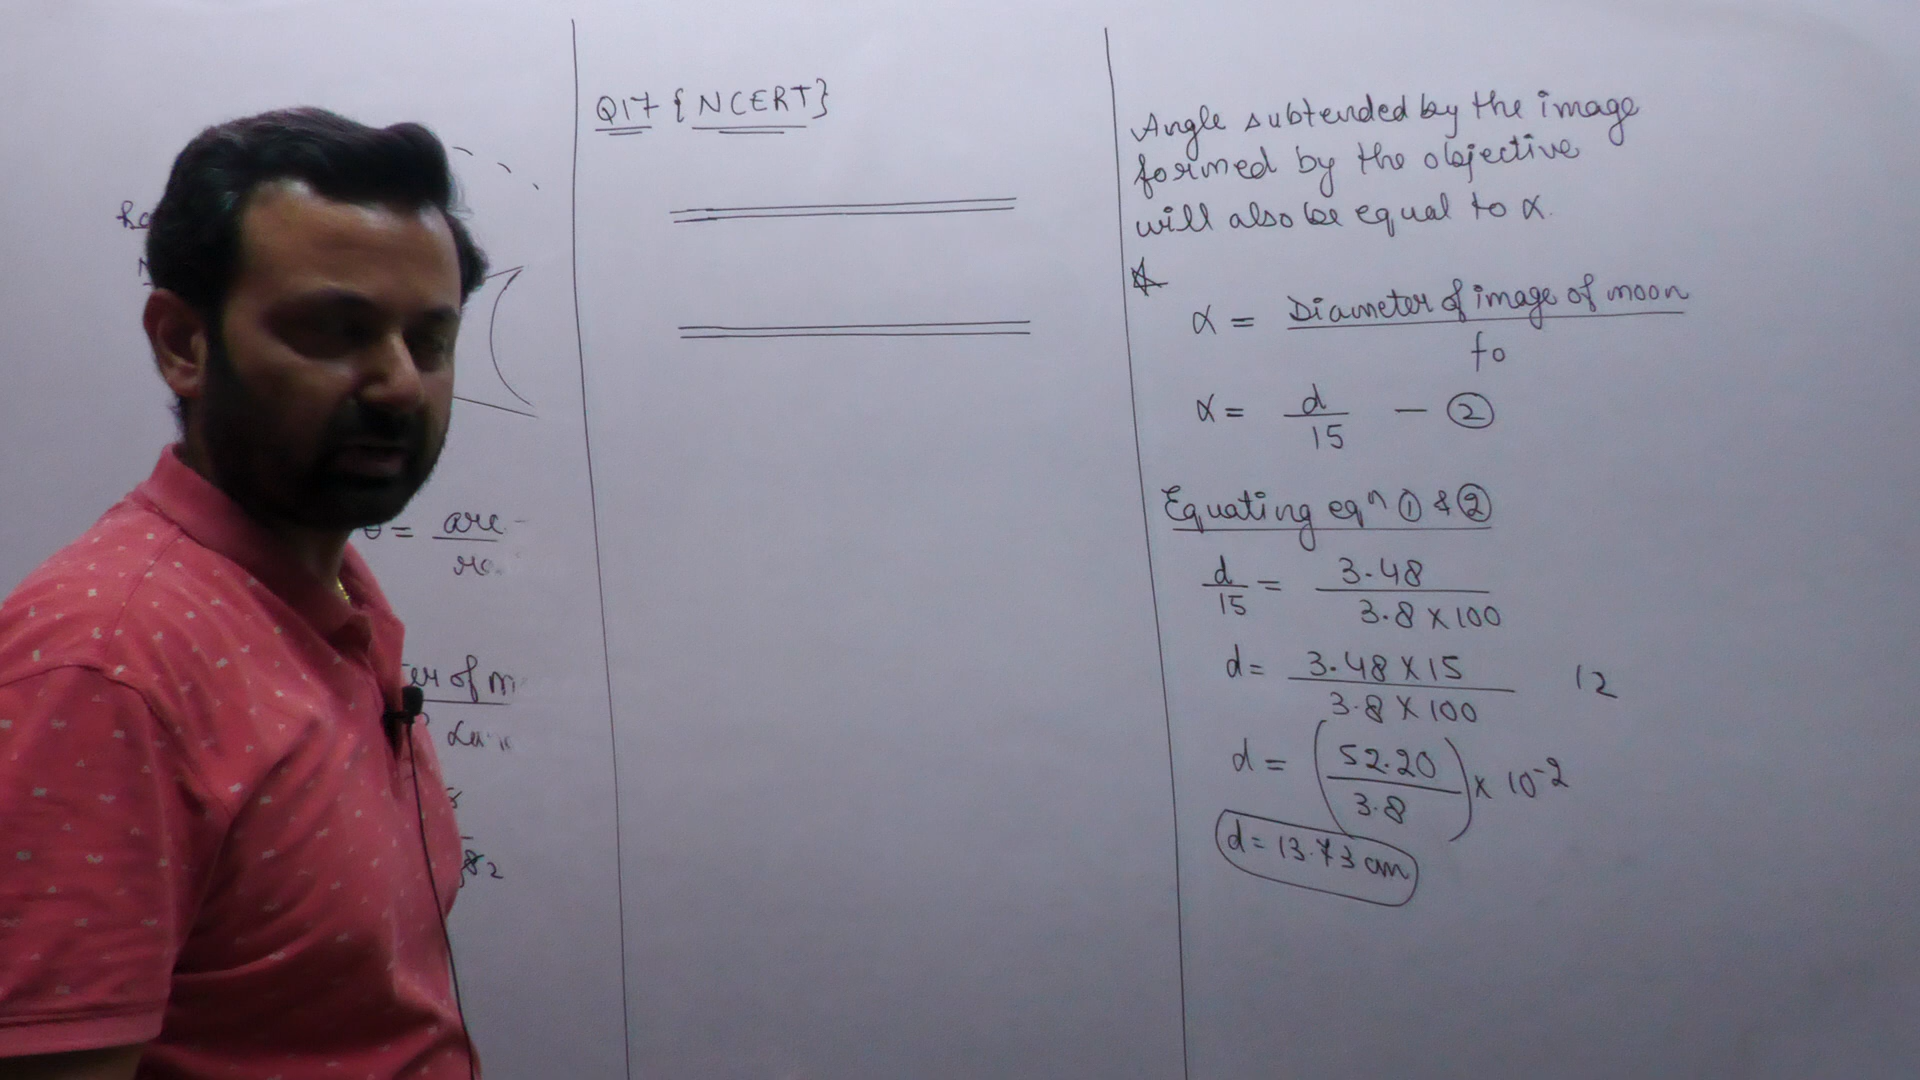 θ = arc
Q17 { NCERT }
Angle subtended by the image
formed by the objective
will also be equal to α.
α = Diameter of image of moon
fo
α = d/15 — ②
Equating eqⁿ ① & ②
d/15 = 3.48
3.8 × 100
d = 3.48 × 15
3.8 × 100
12
d = (52.20/3.8) × 10⁻²
d = 13.73 cm